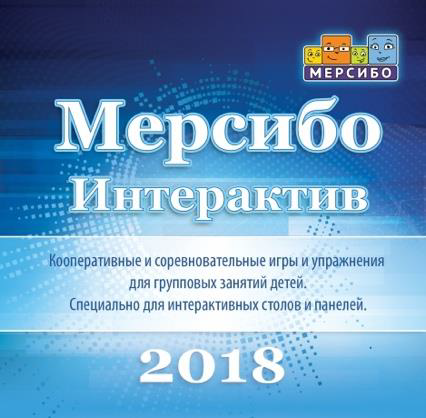 МЕРСИБО
Мерсибо
Интерактив
Кооперативные и соревновательные игры и упражнения
для групповых занятий детей.
Специально для интерактивных столов и панелей.
2018